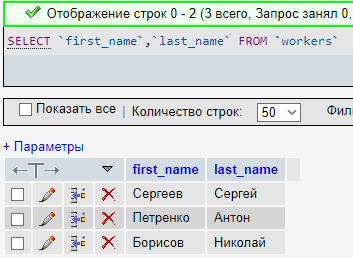 Отображение строк 0 - 2 (3 всего, Запрос занял 0,
SELECT `first_name`,`last_name` FROM `workers`
Показать все | Количество строк: 50
+ Параметры
first_name last_name
Сергеев Сергей
Петренко Антон
Борисов Николай